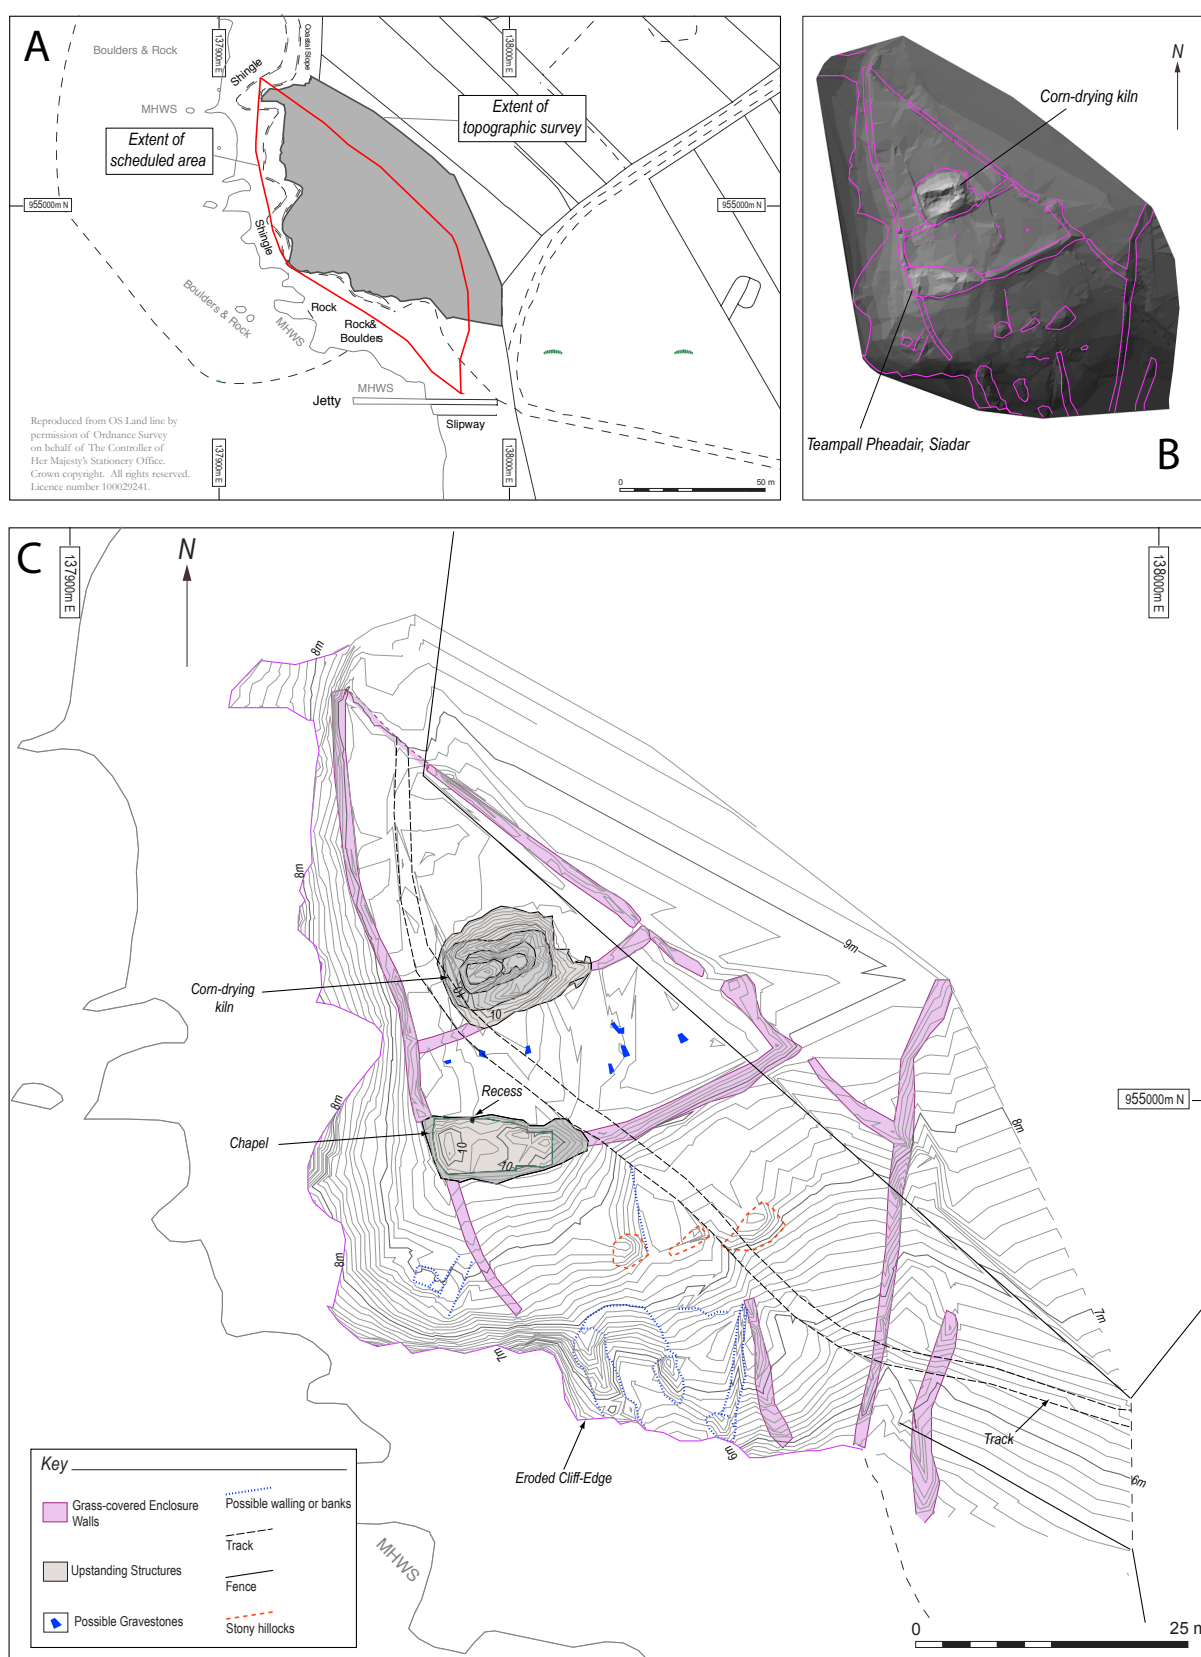 A
Boulders & Rock
Shingle
137900m E
Coastal Slope
138000m E
MHWS
Extent of
topographic survey
Extent of
scheduled area
955000m N
955000m N
Shingle
Boulders & Rock
MHWS
Rock
Rock&
Boulders
MHWS
Jetty
Slipway
Reproduced from OS Land line by
permission of Ordnance Survey
on behalf of The Controller of
Her Majesty's Stationery Office.
Crown copyright. All rights reserved.
Licence number 100029241.
137900m E
138000m E
0
50 m
N
Corn-drying kiln
Teampall Pheadair, Siadar
B
C
137900m E
N
138000m E
8m
8m
9m
Corn-drying
kiln
10
10
Recess
955000m N
8m
8m
Chapel
10
10
8m
7m
7m
6m
6m
Track
Eroded Cliff-Edge
MHWS
Key
Grass-covered Enclosure
Walls
Possible walling or banks
Track
Upstanding Structures
Fence
Possible Gravestones
Stony hillocks
0
25 m